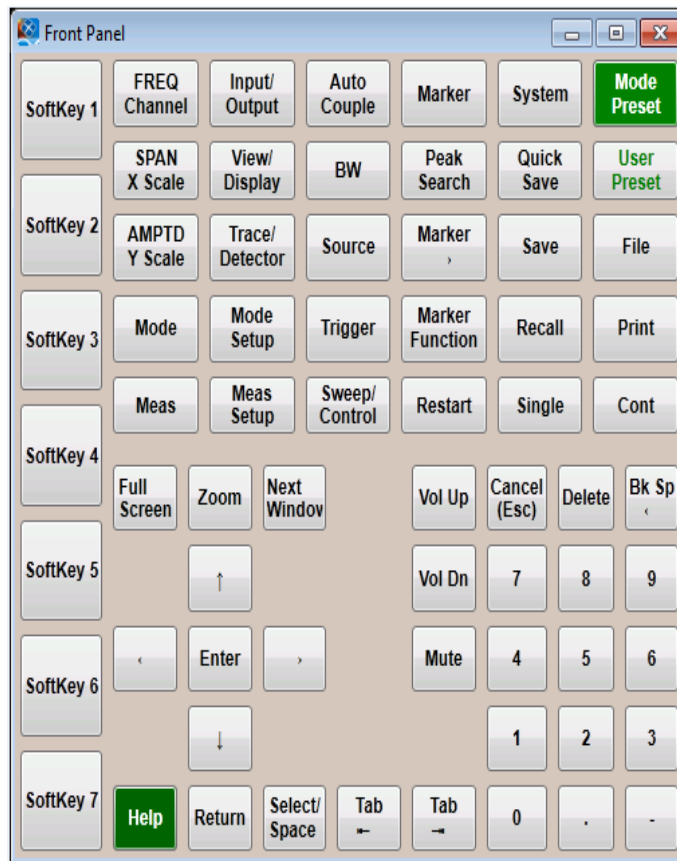 Front Panel
SoftKey 1
FREQ
Channel
Input/
Output
Auto
Couple
Marker
System
Mode
Preset
SPAN
X Scale
View/
Display
BW
Peak
Search
Quick
Save
User
Preset
SoftKey 2
AMPTD
Y Scale
Trace/
Detector
Source
Marker
›
Save
File
SoftKey 3
Mode
Mode
Setup
Trigger
Marker
Function
Recall
Print
Meas
Meas
Setup
Sweep/
Control
Restart
Single
Cont
SoftKey 4
Full
Screen
Zoom
Next
Windov
Vol Up
Cancel
(Esc)
Delete
Bk Sp
‹
SoftKey 5
↑
Vol Dn
7
8
9
SoftKey 6
‹
Enter
›
Mute
4
5
6
↓
1
2
3
SoftKey 7
Help
Return
Select/
Space
Tab
⇤
Tab
⇥
0
.
-